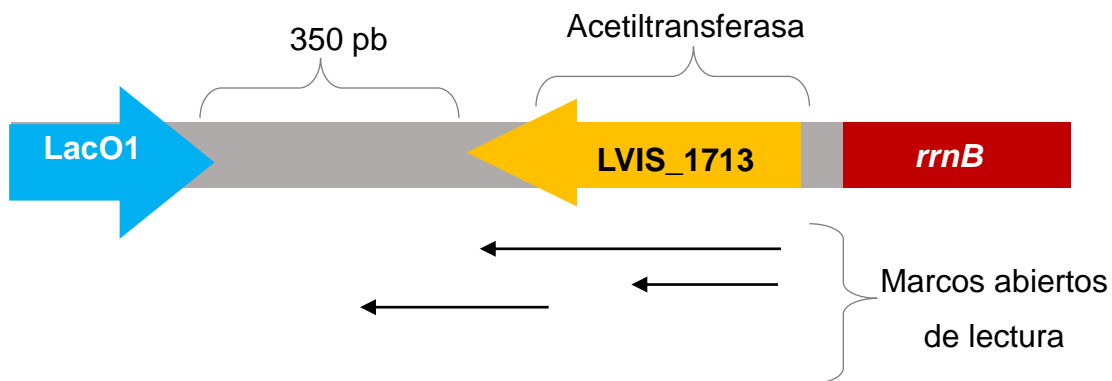 350 pb
Acetiltransferasa
LacO1
LVIS_1713
rrnB
Marcos abiertos
de lectura